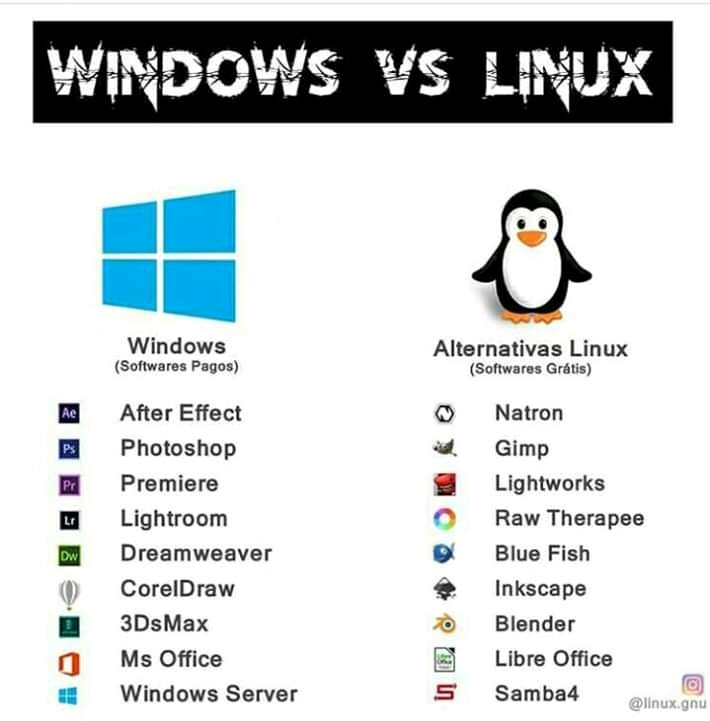 WINDOWS VS LINUX
Windows
(Softwares Pagos)
Alternativas Linux
(Softwares Grátis)
Ae After Effect
Natron
Ps Photoshop
Gimp
Pr Premiere
Lightworks
Lr Lightroom
Raw Therapee
Dw Dreamweaver
Blue Fish
CorelDraw
Inkscape
3DsMax
Blender
Ms Office
Libre Office
Windows Server
Samba4
@linux.gnu